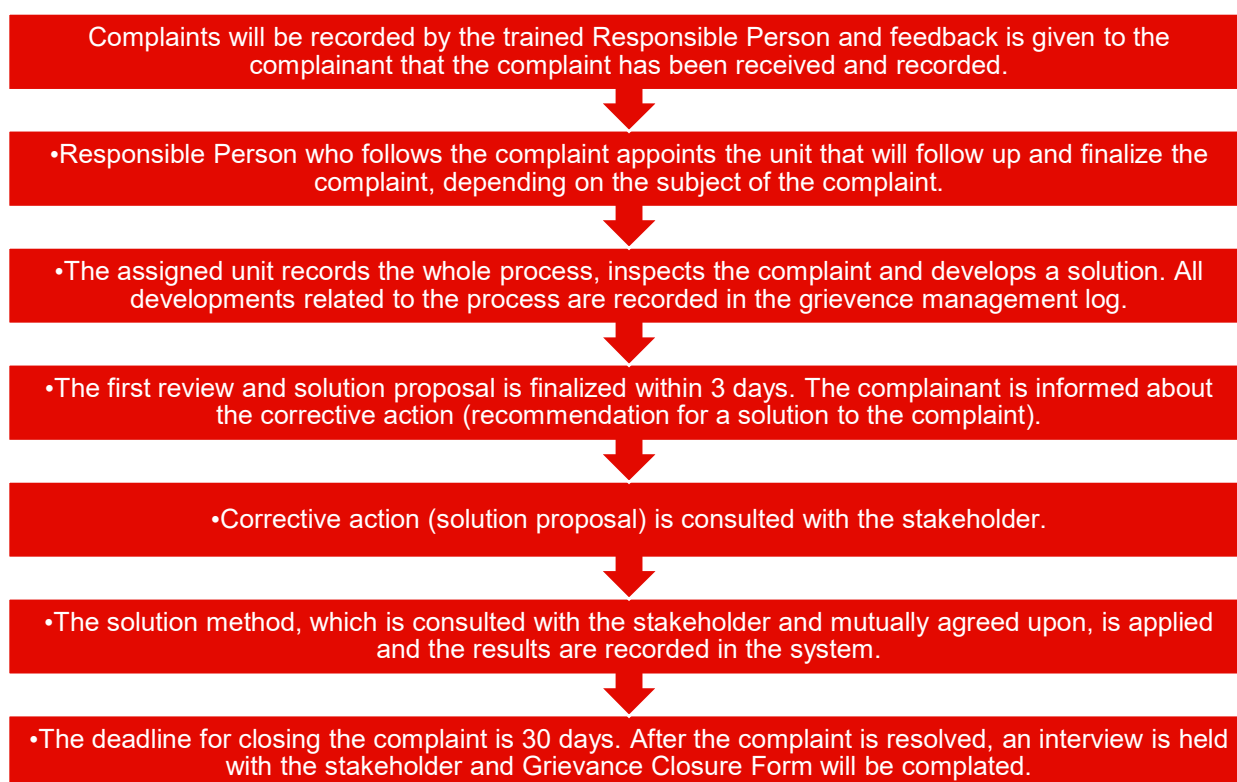 Complaints will be recorded by the trained Responsible Person and feedback is given to the
complainant that the complaint has been received and recorded.
•Responsible Person who follows the complaint appoints the unit that will follow up and finalize the
complaint, depending on the subject of the complaint.
•The assigned unit records the whole process, inspects the complaint and develops a solution. All
developments related to the process are recorded in the grievence management log.
•The first review and solution proposal is finalized within 3 days. The complainant is informed about
the corrective action (recommendation for a solution to the complaint).
•Corrective action (solution proposal) is consulted with the stakeholder.
•The solution method, which is consulted with the stakeholder and mutually agreed upon, is applied
and the results are recorded in the system.
•The deadline for closing the complaint is 30 days. After the complaint is resolved, an interview is held
with the stakeholder and Grievance Closure Form will be complated.